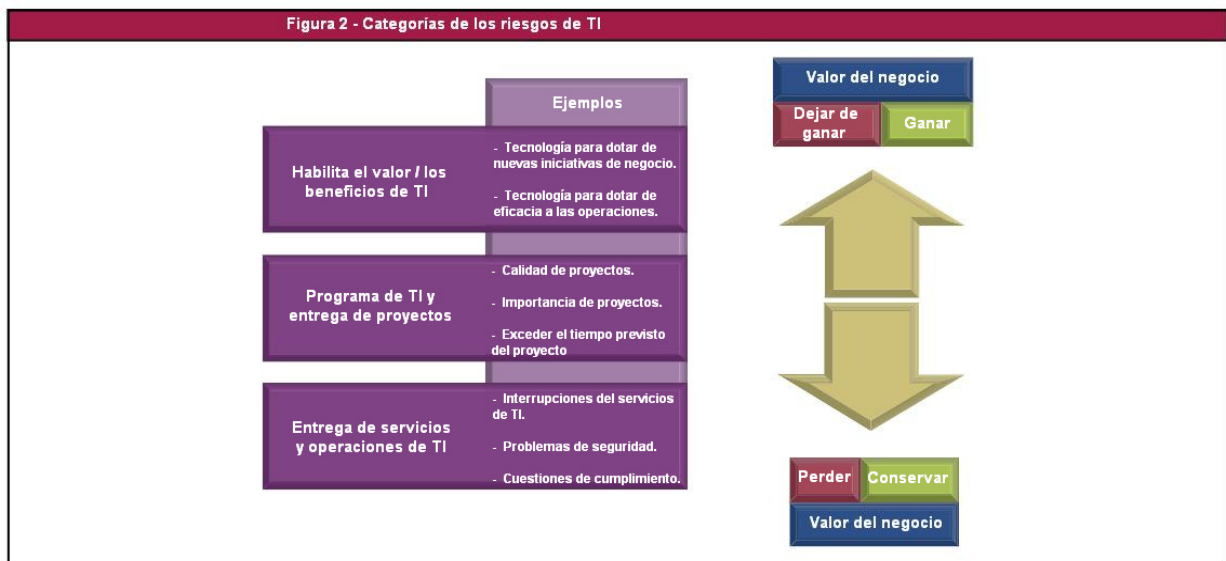 Figura 2 - Categorías de los riesgos de TI
Ejemplos
Habilita el valor / los
beneficios de TI
- Tecnología para dotar de
nuevas iniciativas de negocio.
- Tecnología para dotar de
eficacia a las operaciones.
Programa de TI y
entrega de proyectos
- Calidad de proyectos.
- Importancia de proyectos.
- Exceder el tiempo previsto
del proyecto
Entrega de servicios
y operaciones de TI
- Interrupciones del servicios
de TI.
- Problemas de seguridad.
- Cuestiones de cumplimiento.
Valor del negocio
Dejar de
ganar
Ganar
Perder
Conservar
Valor del negocio